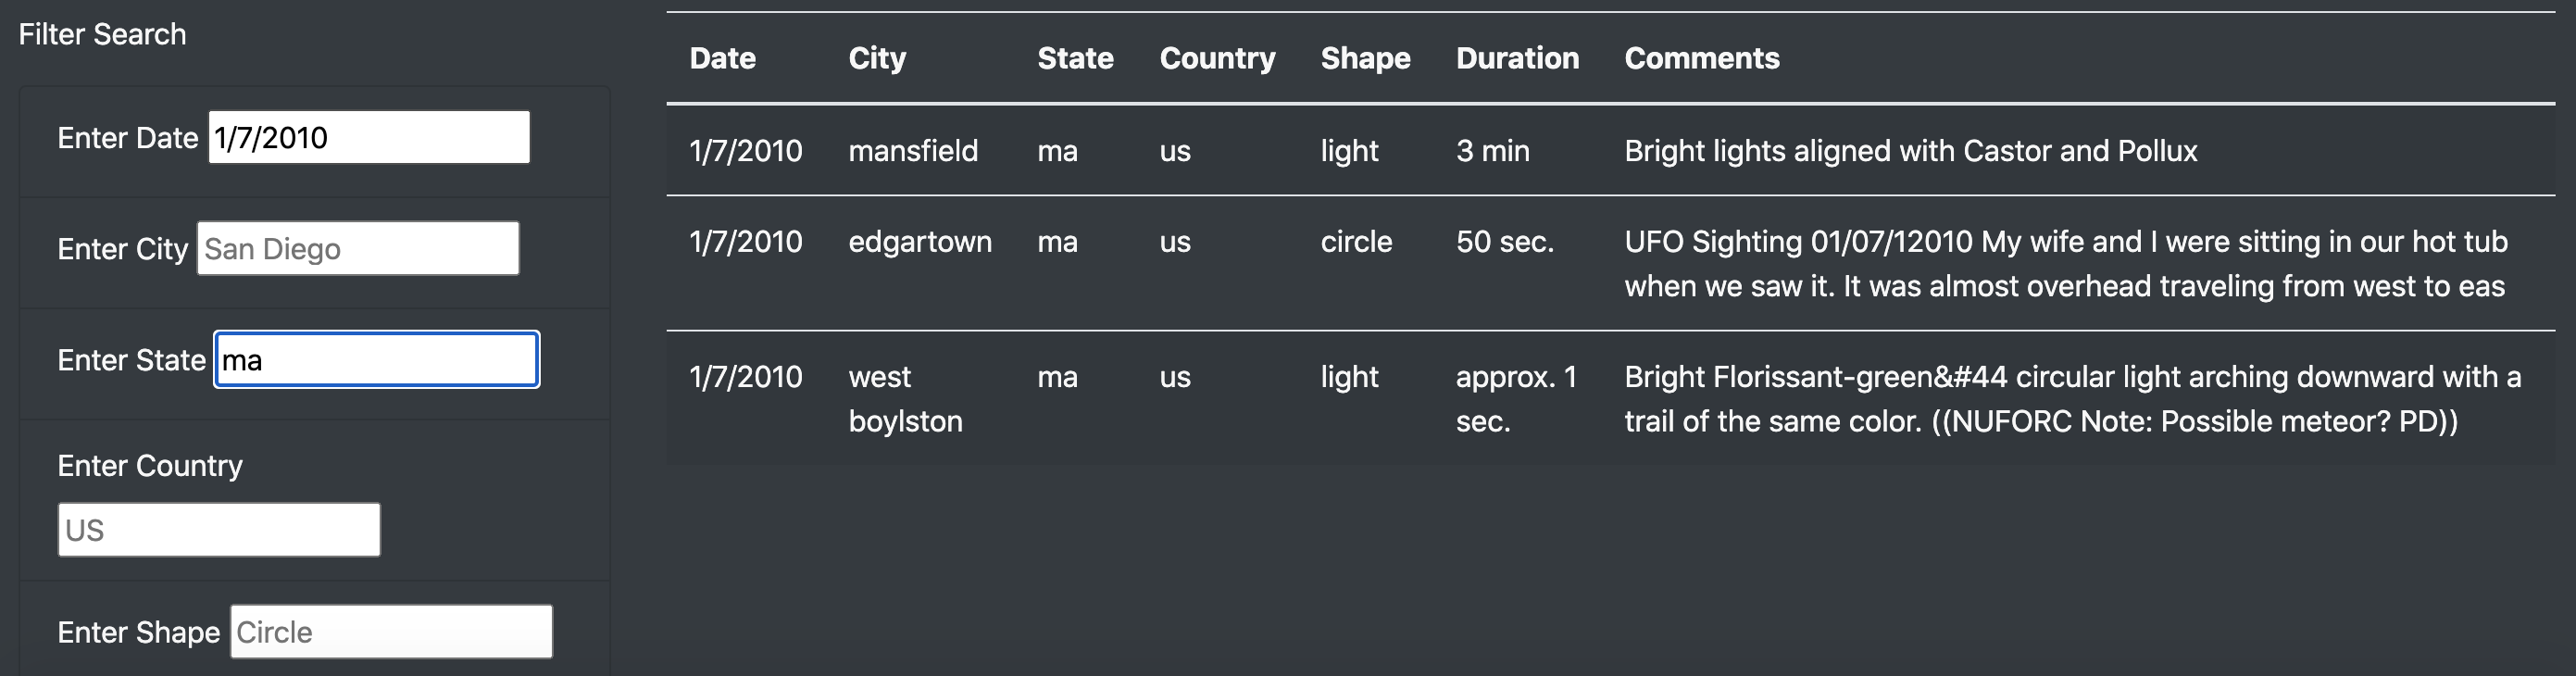 Filter Search
Enter Date 1/7/2010
Enter City San Diego
Enter State ma
Enter Country
US
Enter Shape Circle
Date City State Country Shape Duration Comments
1/7/2010 mansfield ma us light 3 min Bright lights aligned with Castor and Pollux
1/7/2010 edgartown ma us circle 50 sec. UFO Sighting 01/07/12010 My wife and I were sitting in our hot tub
when we saw it. It was almost overhead traveling from west to eas
1/7/2010 west ma us light approx. 1 Bright Florissant-green&#44 circular light arching downward with a
boylston sec. trail of the same color. ((NUFORC Note: Possible meteor? PD))